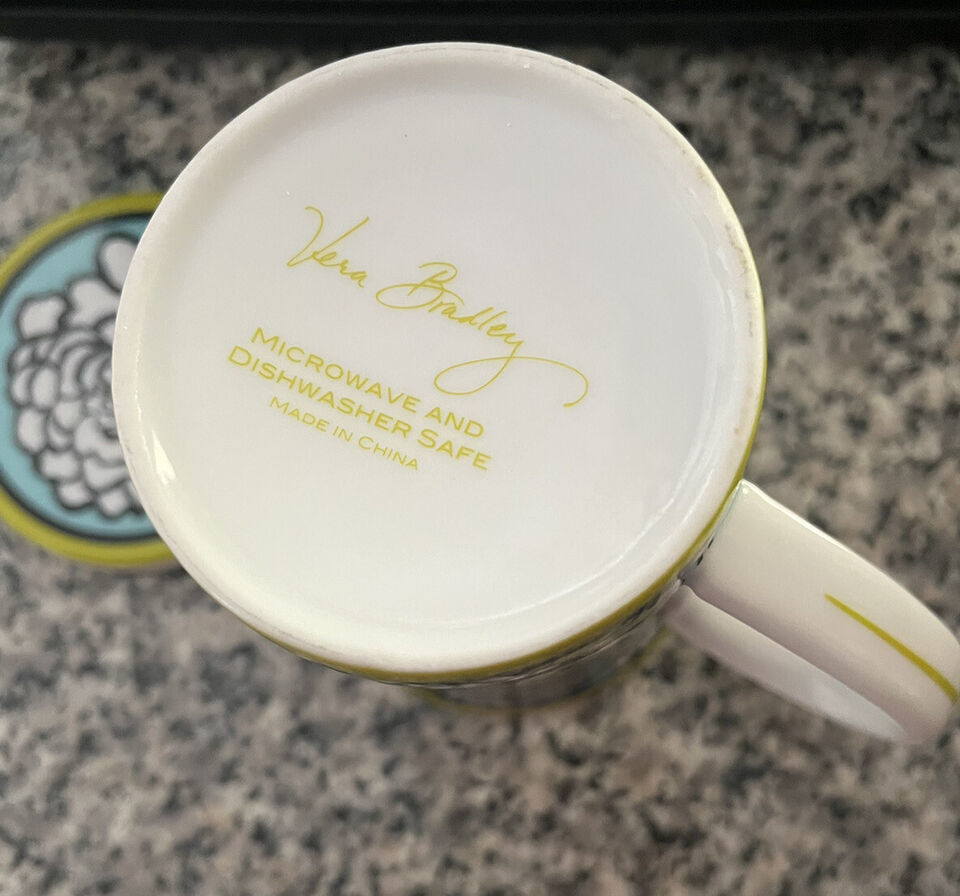 Vera Bradley
MICROWAVE AND
DISHWASHER SAFE
MADE IN CHINA